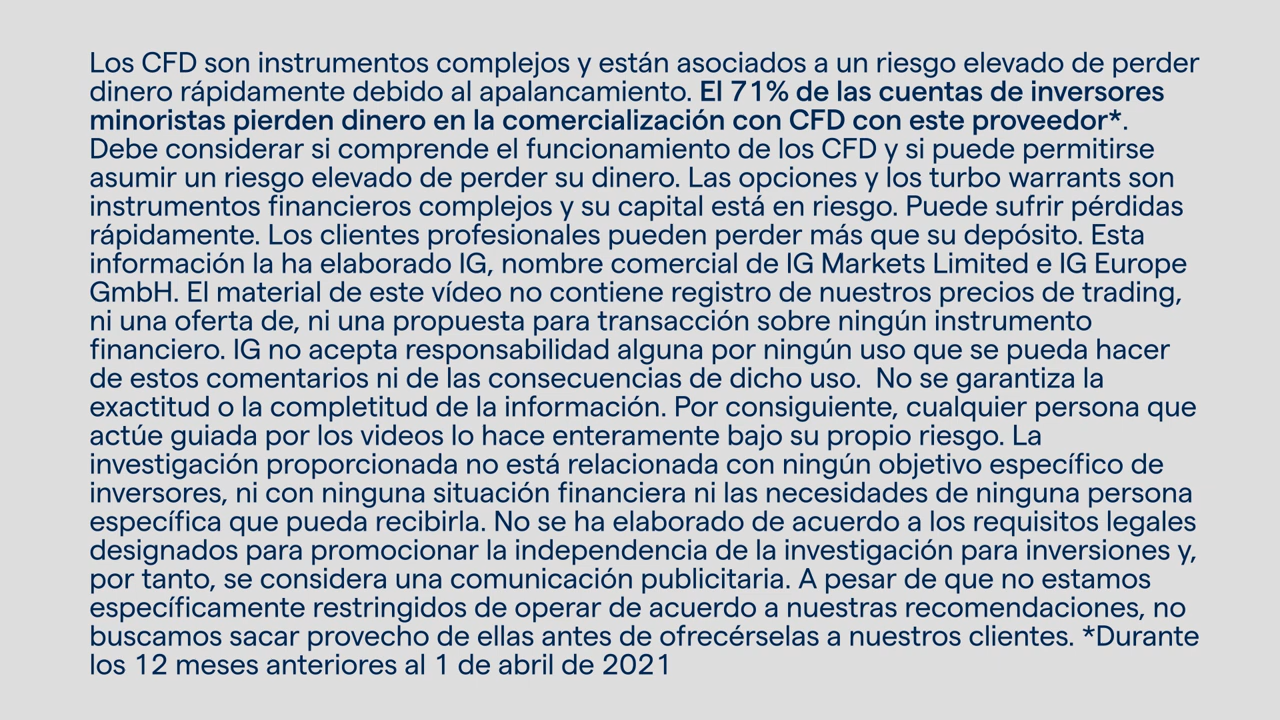 Los CFD son instrumentos complejos y están asociados a un riesgo elevado de perder
dinero rápidamente debido al apalancamiento. El 71% de las cuentas de inversores
minoristas pierden dinero en la comercialización con CFD con este proveedor*.
Debe considerar si comprende el funcionamiento de los CFD y si puede permitirse
asumir un riesgo elevado de perder su dinero. Las opciones y los turbo warrants son
instrumentos financieros complejos y su capital está en riesgo. Puede sufrir pérdidas
rápidamente. Los clientes profesionales pueden perder más que su depósito. Esta
información la ha elaborado IG, nombre comercial de IG Markets Limited e IG Europe
GmbH. El material de este vídeo no contiene registro de nuestros precios de trading,
ni una oferta de, ni una propuesta para transacción sobre ningún instrumento
financiero. IG no acepta responsabilidad alguna por ningún uso que se pueda hacer
de estos comentarios ni de las consecuencias de dicho uso.  No se garantiza la
exactitud o la completitud de la información. Por consiguiente, cualquier persona que
actúe guiada por los videos lo hace enteramente bajo su propio riesgo. La
investigación proporcionada no está relacionada con ningún objetivo específico de
inversores, ni con ninguna situación financiera ni las necesidades de ninguna persona
específica que pueda recibirla. No se ha elaborado de acuerdo a los requisitos legales
designados para promocionar la independencia de la investigación para inversiones y,
por tanto, se considera una comunicación publicitaria. A pesar de que no estamos
específicamente restringidos de operar de acuerdo a nuestras recomendaciones, no
buscamos sacar provecho de ellas antes de ofrecérselas a nuestros clientes. *Durante
los 12 meses anteriores al 1 de abril de 2021